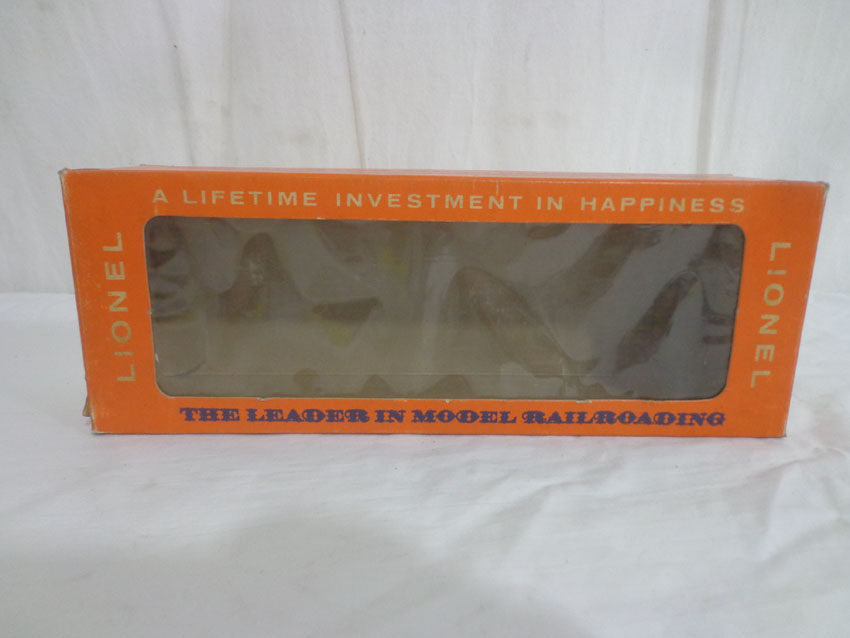 A LIFETIME INVESTMENT IN HAPPINESS
LIONEL
LIONEL
THE LEADER IN MODEL RAILROADING